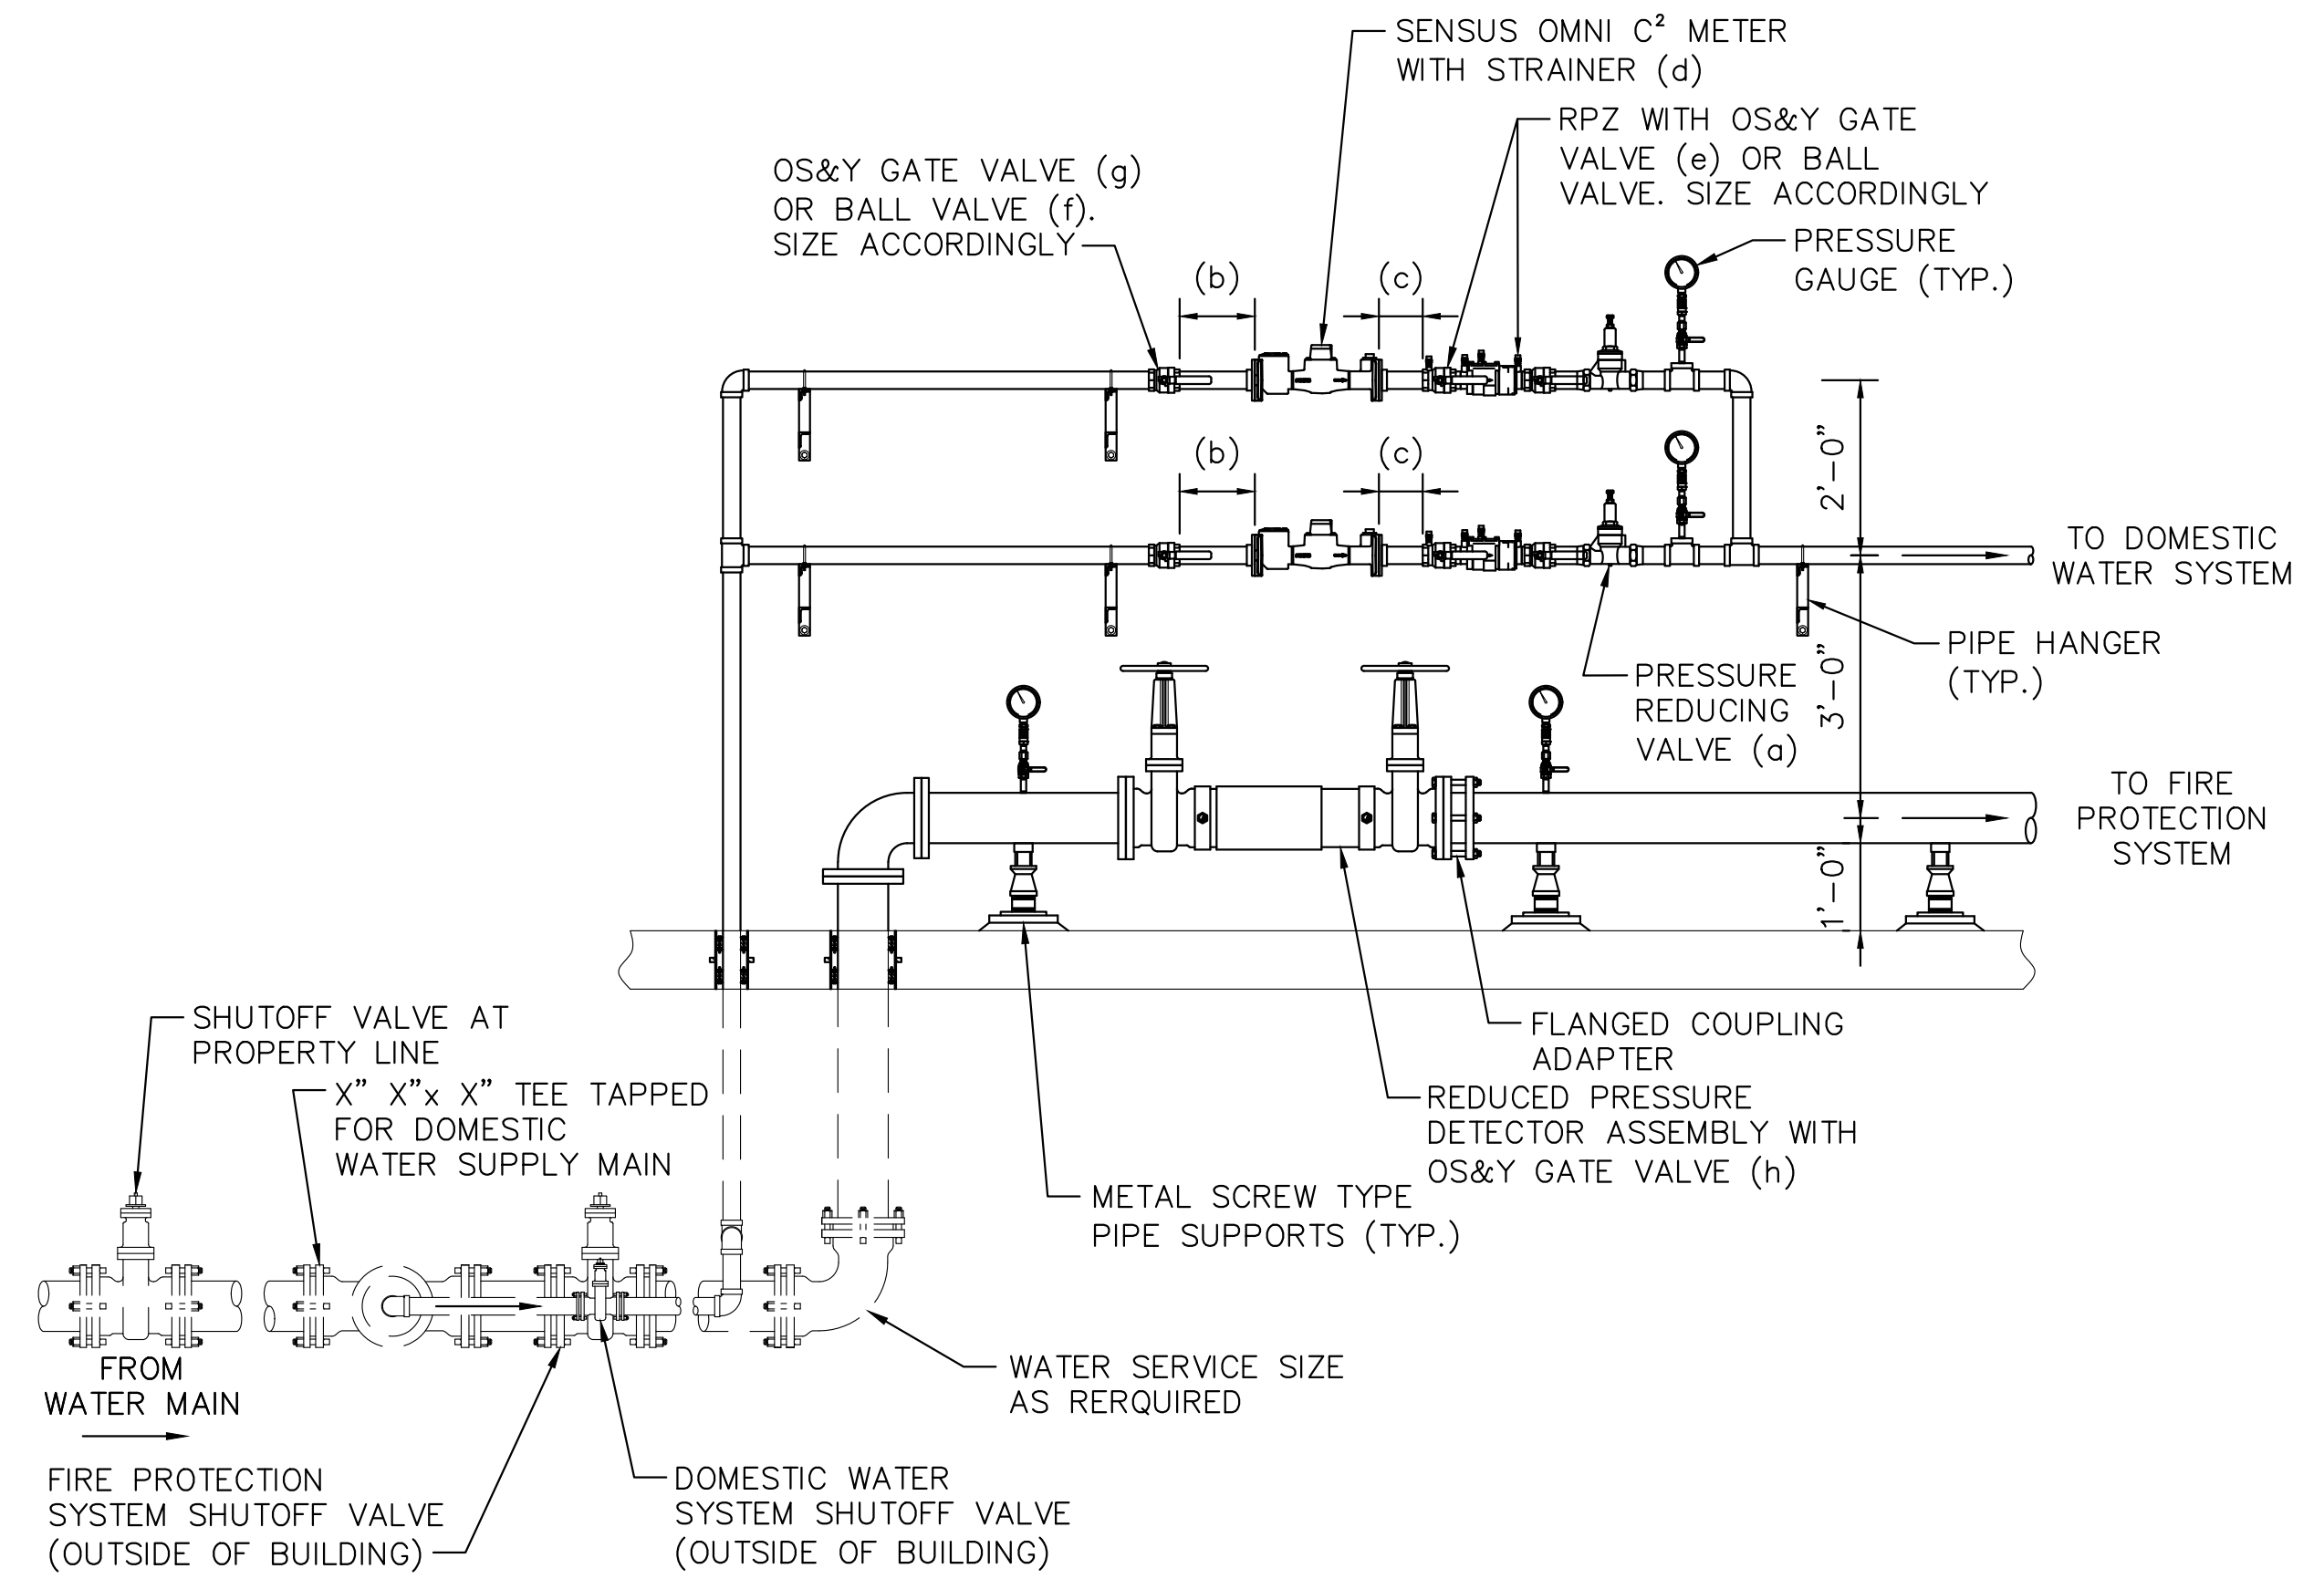 SENSUS OMNI C² METER
WITH STRAINER (d)
RPZ WITH OS&Y GATE
VALVE (e) OR BALL
VALVE. SIZE ACCORDINGLY
OS&Y GATE VALVE (g)
OR BALL VALVE (f).
SIZE ACCORDINGLY
PRESSURE
GAUGE (TYP.)
(b)
(c)
(b)
(c)
2'-0"
TO DOMESTIC
WATER SYSTEM
PIPE HANGER
(TYP.)
PRESSURE
REDUCING
VALVE (a)
3'-0"
TO FIRE
PROTECTION
SYSTEM
1'-0"
SHUTOFF VALVE AT
PROPERTY LINE
X" X"x X" TEE TAPPED
FOR DOMESTIC
WATER SUPPLY MAIN
FLANGED COUPLING
ADAPTER
REDUCED PRESSURE
DETECTOR ASSEMBLY WITH
OS&Y GATE VALVE (h)
METAL SCREW TYPE
PIPE SUPPORTS (TYP.)
FROM
WATER MAIN
WATER SERVICE SIZE
AS RERQUIRED
FIRE PROTECTION
SYSTEM SHUTOFF VALVE
(OUTSIDE OF BUILDING)
DOMESTIC WATER
SYSTEM SHUTOFF VALVE
(OUTSIDE OF BUILDING)